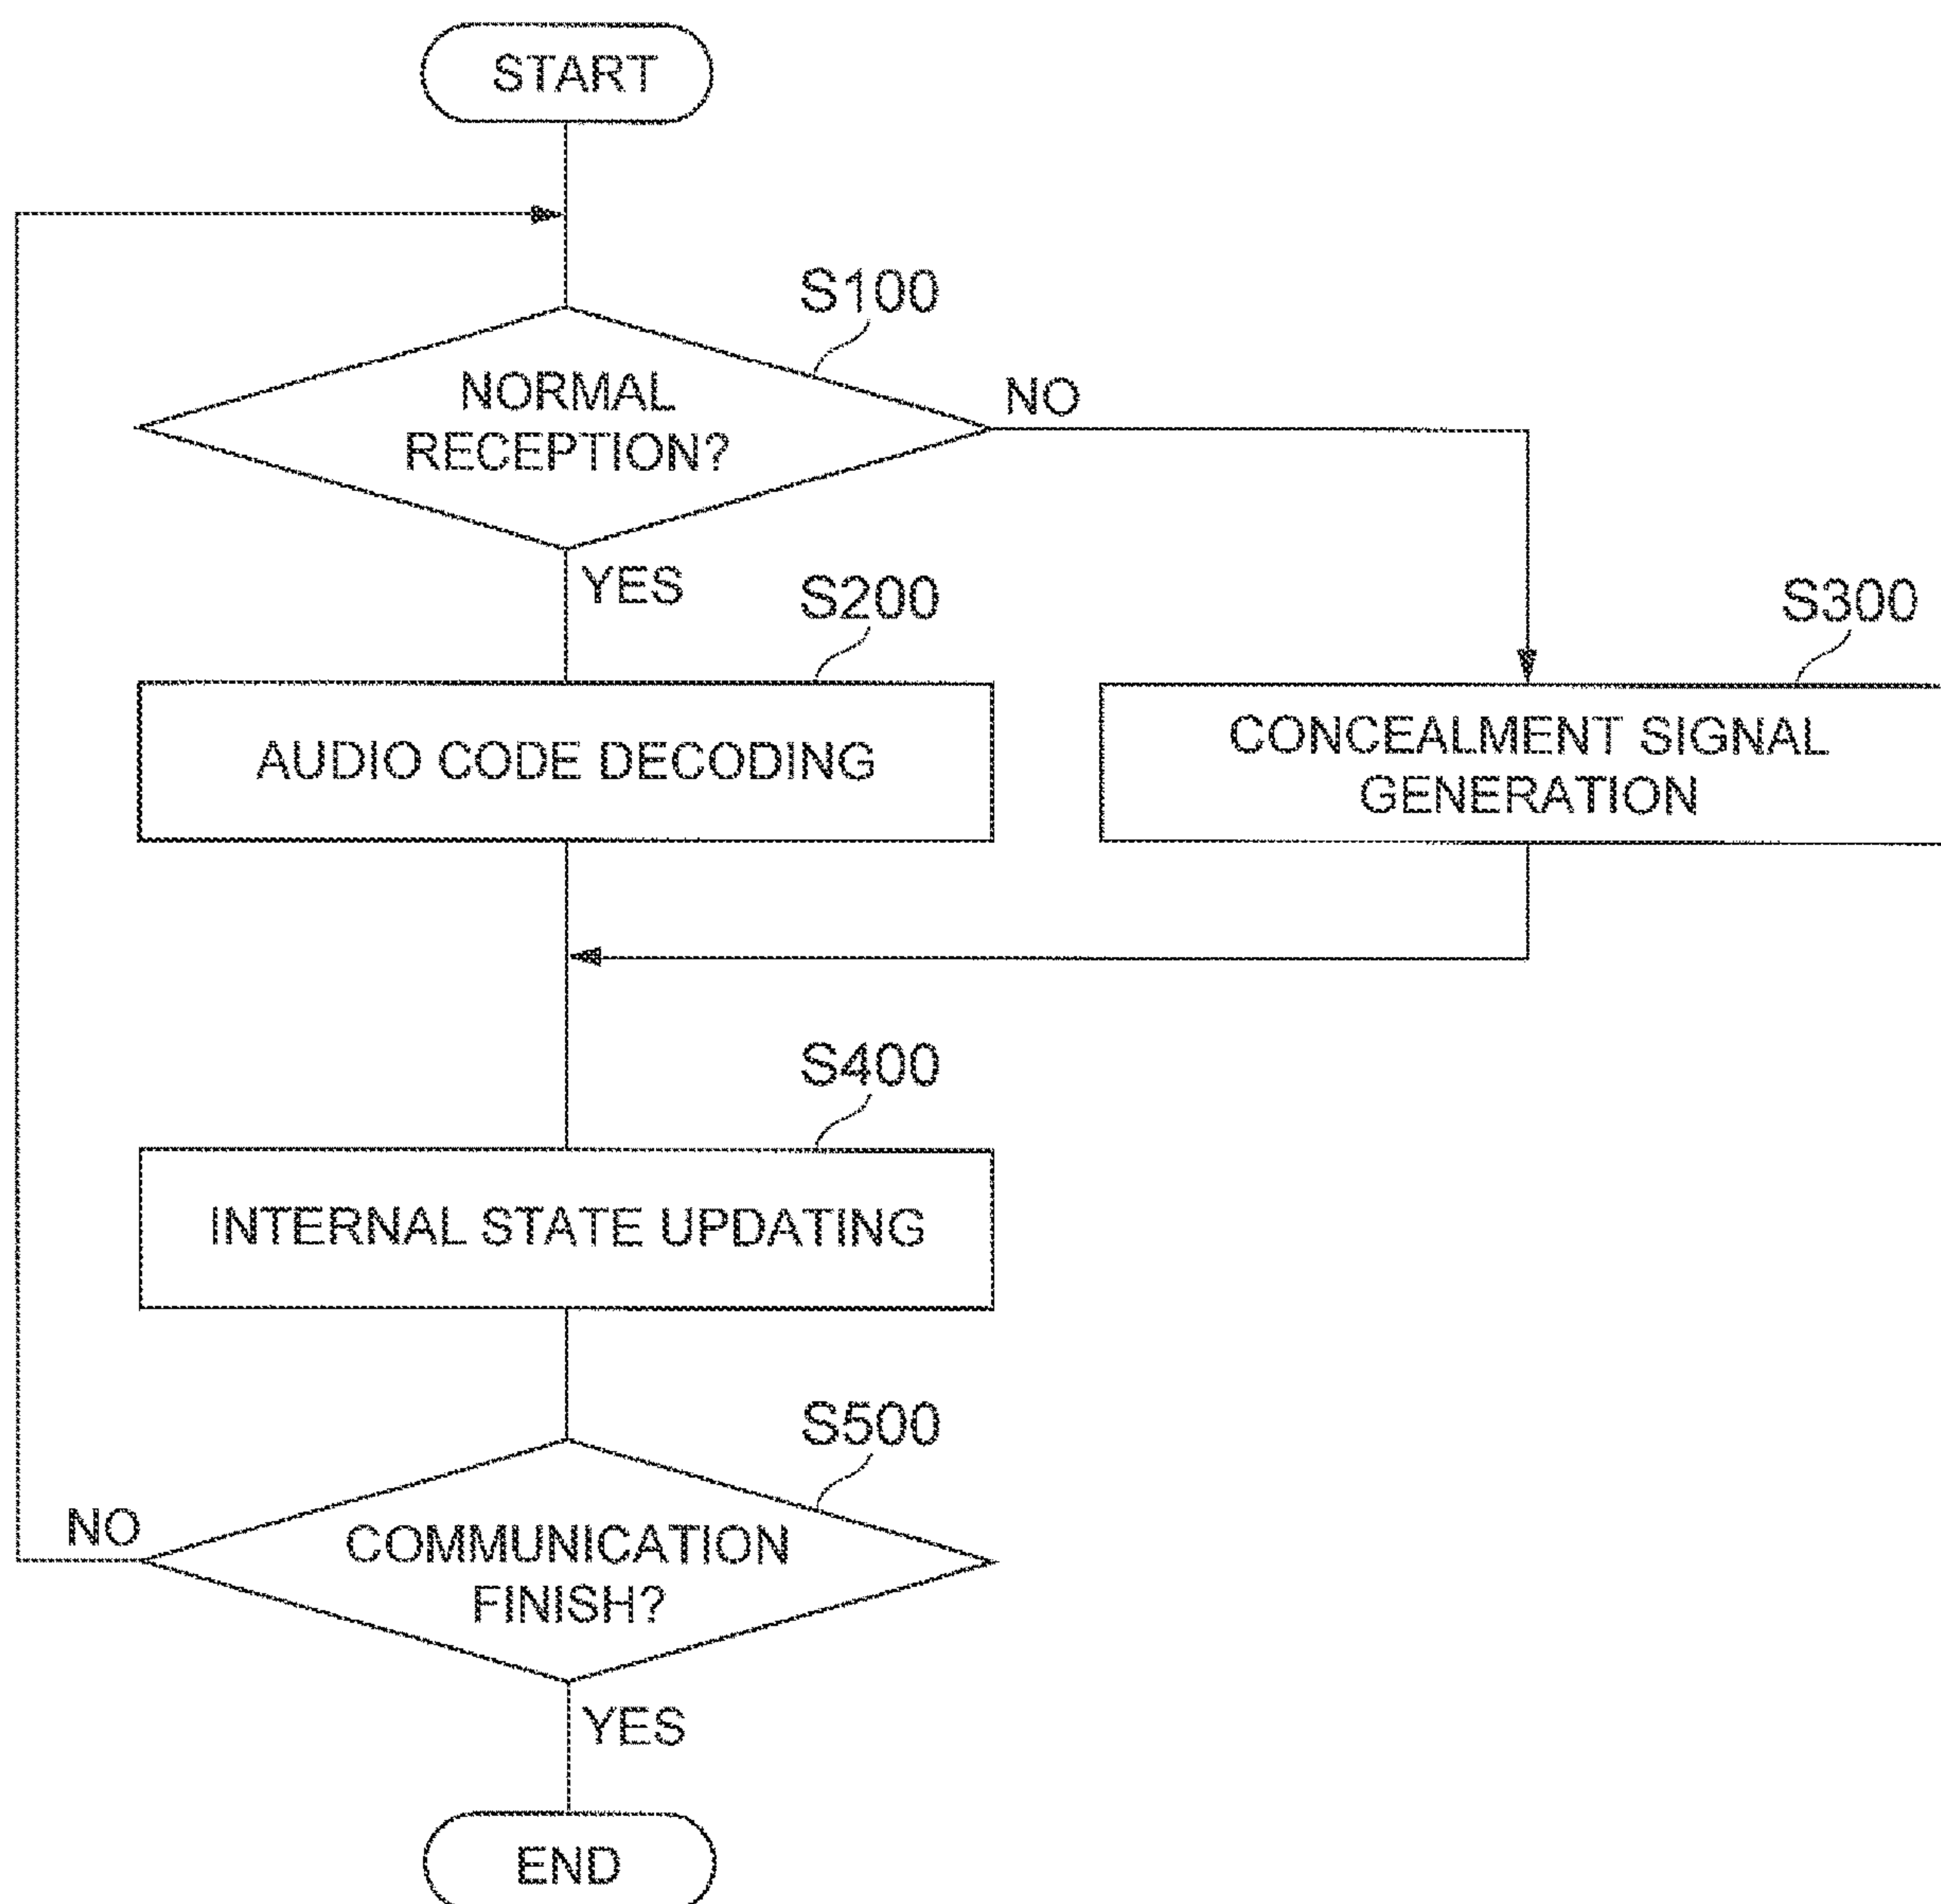 START
S100
NORMAL
RECEPTION?
NO
YES
S200
S300
AUDIO CODE DECODING
CONCEALMENT SIGNAL
GENERATION
S400
INTERNAL STATE UPDATING
S500
NO
COMMUNICATION
FINISH?
YES
END